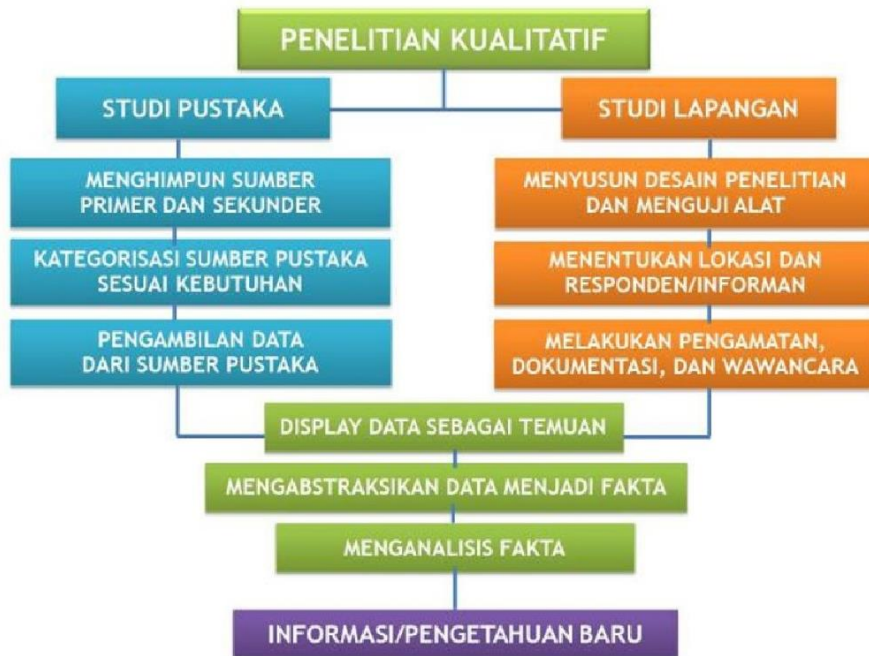 PENELITIAN KUALITATIF
STUDI PUSTAKA
MENGHIMPUN SUMBER
PRIMER DAN SEKUNDER
KATEGORISASI SUMBER PUSTAKA
SESUAI KEBUTUHAN
PENGAMBILAN DATA
DARI SUMBER PUSTAKA
STUDI LAPANGAN
MENYUSUN DESAIN PENELITIAN
DAN MENGUJI ALAT
MENENTUKAN LOKASI DAN
RESPONDEN/INFORMAN
MELAKUKAN PENGAMATAN,
DOKUMENTASI, DAN WAWANCARA
DISPLAY DATA SEBAGAI TEMUAN
MENGABSTRAKSIKAN DATA MENJADI FAKTA
MENGANALISIS FAKTA
INFORMASI/PENGETAHUAN BARU